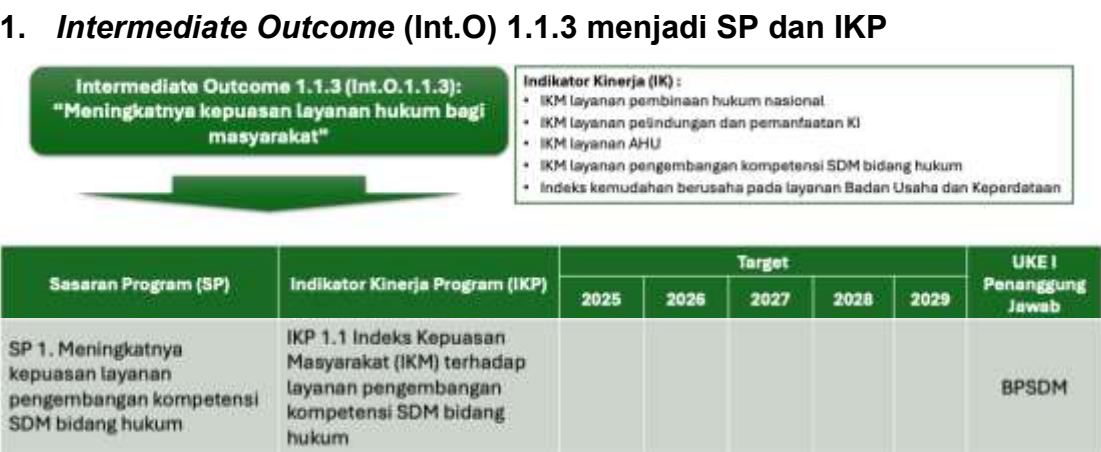 1. Intermediate Outcome (Int.O) 1.1.3 menjadi SP dan IKP
Intermediate Outcome 1.1.3 (Int.O.1.1.3):
"Meningkatnya kepuasan layanan hukum bagi
masyarakat"
Indikator Kinerja (IK) :
• IKM layanan pembinaan hukum nasional
• IKM layanan pelindungan dan pemanfaatan KI
• IKM layanan AHU
• IKM layanan pengembangan kompetensi SDM bidang hukum
• Indeks kemudahan berusaha pada layanan Badan Usaha dan Keperdataan
Sasaran Program (SP)
Indikator Kinerja Program (IKP)
Target
2025 2026 2027 2028 2029
UKE I
Penanggung
Jawab
SP 1. Meningkatnya
kepuasan layanan
pengembangan kompetensi
SDM bidang hukum
IKP 1.1 Indeks Kepuasan
Masyarakat (IKM) terhadap
layanan pengembangan
kompetensi SDM bidang
hukum
BPSDM